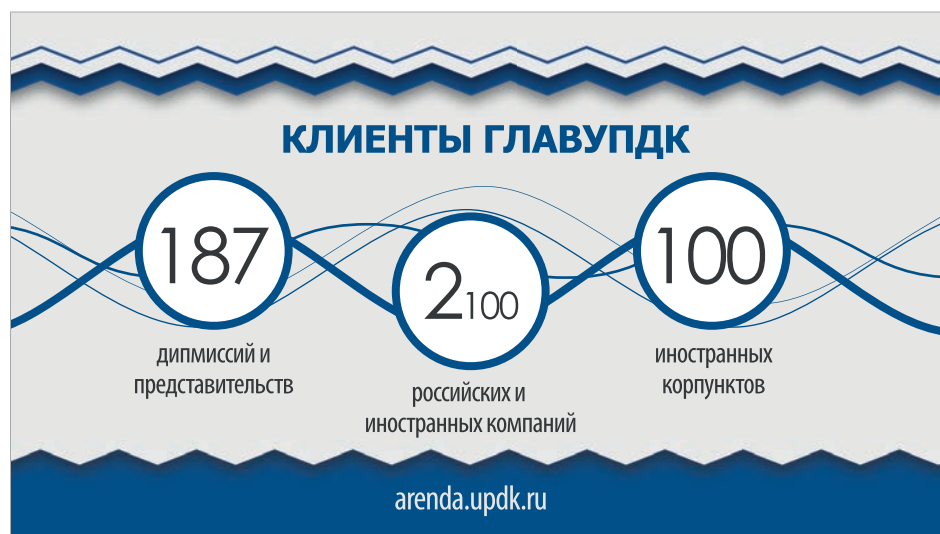 КЛИЕНТЫ ГЛАВУПДК
187
дипмиссий и
представительств
2100
российских и
иностранных компаний
100
иностранных
корпунктов
arenda.updk.ru